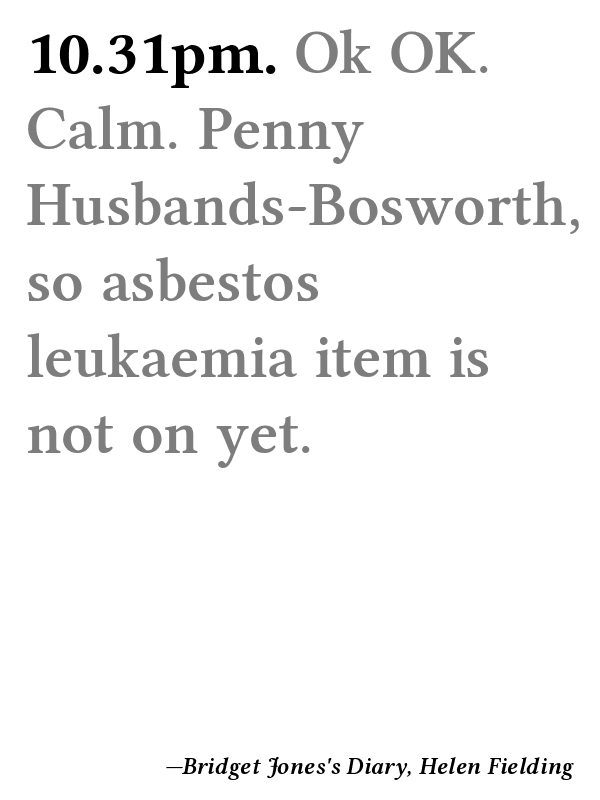 10.31pm. Ok OK.
Calm. Penny
Husbands-Bosworth,
so asbestos
leukaemia item is
not on yet.
—Bridget Jones's Diary, Helen Fielding